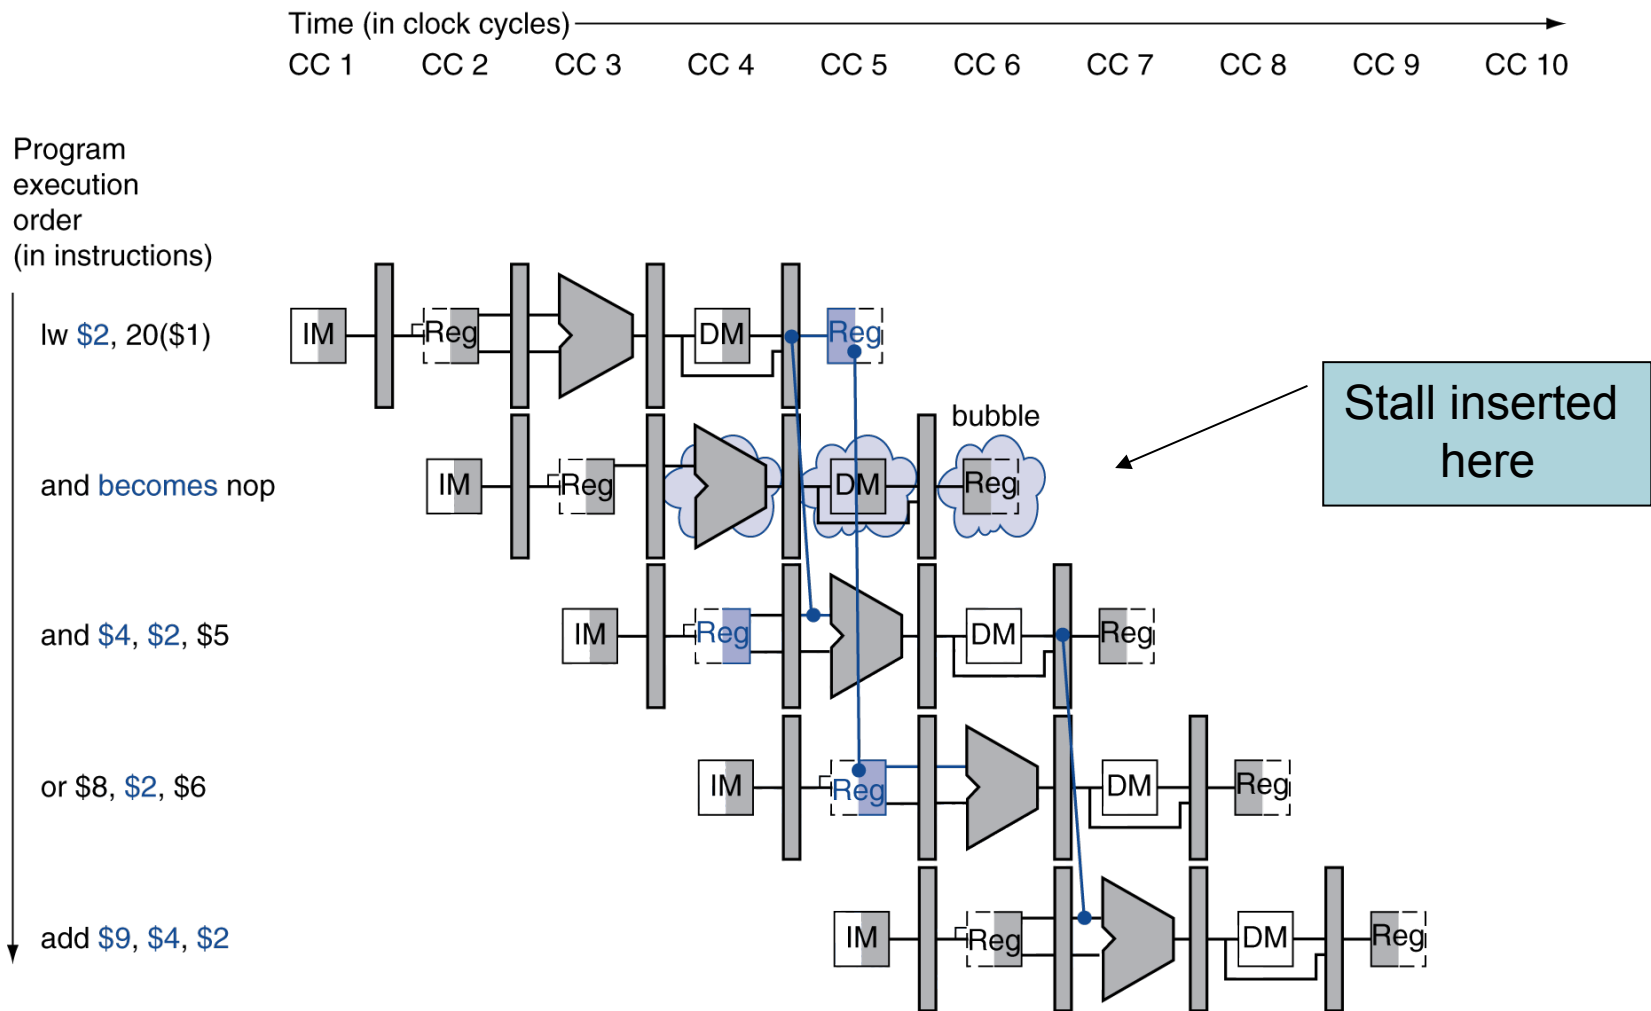 Time (in clock cycles)
CC 1 CC 2 CC 3 CC 4 CC 5 CC 6 CC 7 CC 8 CC 9 CC 10
Program
execution
order
(in instructions)
lw $2, 20($1)
IM Reg DM Reg
Stall inserted
here
bubble
and becomes nop
IM Reg DM Reg
and $4, $2, $5
IM Reg DM Reg
or $8, $2, $6
IM Reg DM Reg
add $9, $4, $2
IM Reg DM Reg